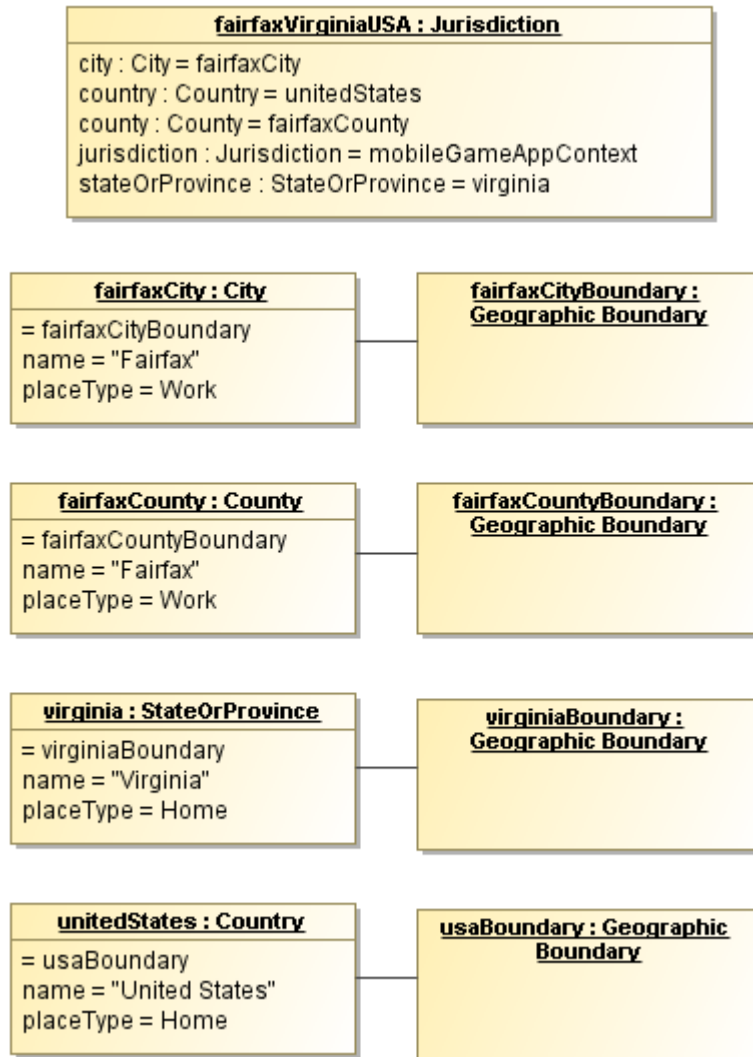 fairfaxVirginiaUSA : Jurisdiction
city : City = fairfaxCity
country : Country = unitedStates
county : County = fairfaxCounty
jurisdiction : Jurisdiction = mobileGameAppContext
stateOrProvince : StateOrProvince = virginia
fairfaxCity : City
= fairfaxCityBoundary
name = "Fairfax"
placeType = Work
fairfaxCityBoundary :
Geographic Boundary
fairfaxCounty : County
= fairfaxCountyBoundary
name = "Fairfax"
placeType = Work
fairfaxCountyBoundary :
Geographic Boundary
virginia : StateOrProvince
= virginiaBoundary
name = "Virginia"
placeType = Home
virginiaBoundary :
Geographic Boundary
unitedStates : Country
= usaBoundary
name = "United States"
placeType = Home
usaBoundary : Geographic
Boundary